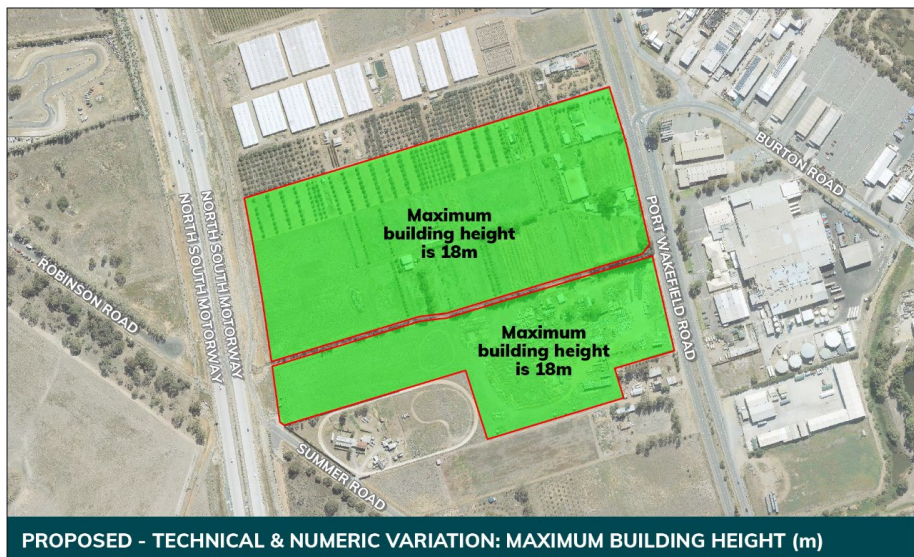 BURTON ROAD
PORT WAKEFIELD ROAD
NORTH SOUTH MOTORWAY
NORTH SOUTH MOTORWAY
ROBINSON ROAD
Maximum
building height
is 18m
Maximum
building height
is 18m
SUMMER ROAD
PROPOSED - TECHNICAL & NUMERIC VARIATION: MAXIMUM BUILDING HEIGHT (m)